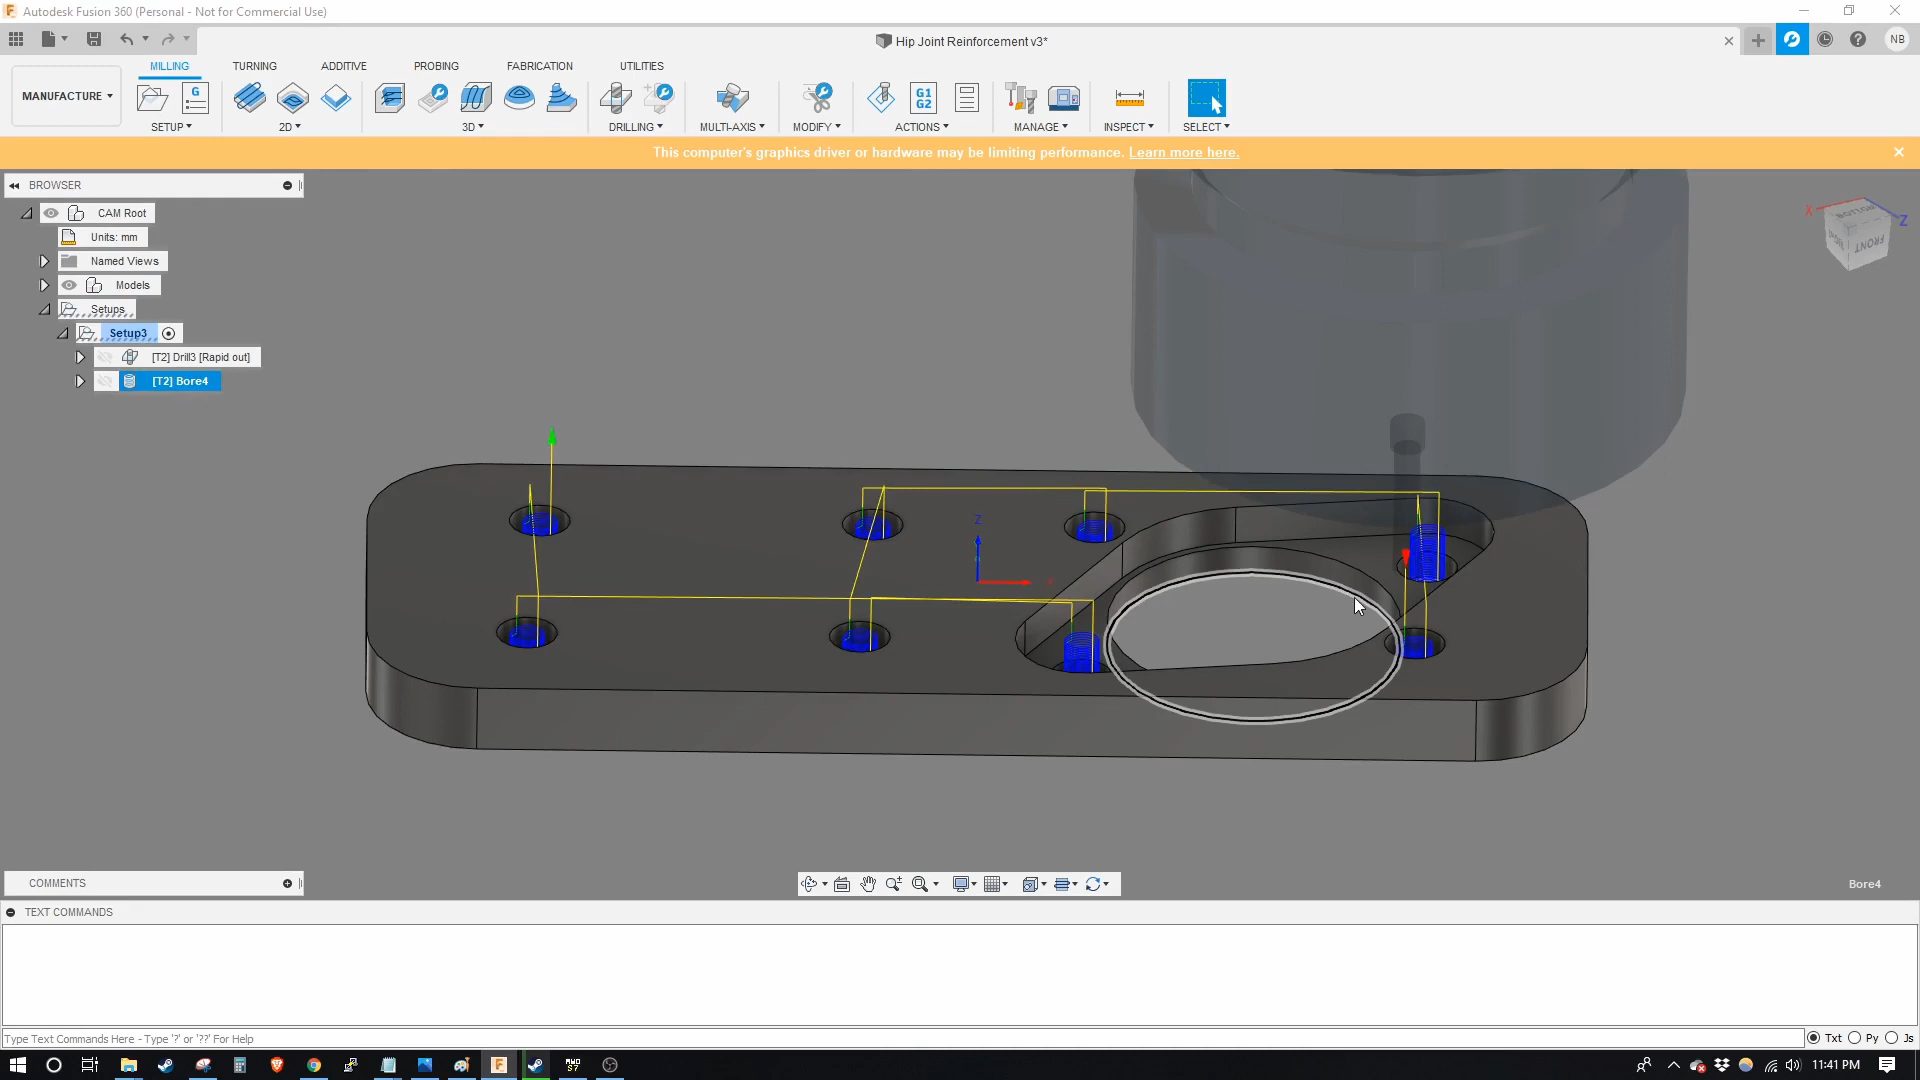 Autodesk Fusion 360 (Personal - Not for Commercial Use)
Hip Joint Reinforcement v3*
NB
MILLING TURNING ADDITIVE PROBING FABRICATION UTILITIES
MANUFACTURE
G
G1
G2
SETUP 2D 3D DRILLING MULTI-AXIS MODIFY ACTIONS MANAGE INSPECT SELECT
This computer's graphics driver or hardware may be limiting performance. Learn more here.
BROWSER
CAM Root
Units: mm
Named Views
Models
Setups
Setup3
[T2] Drill3 [Rapid out]
[T2] Bore4
X
Z
FRONT
Z
COMMENTS
Bore4
TEXT COMMANDS
Type Text Commands Here - Type '?' or '??' For Help
Txt Py Js
11:41 PM